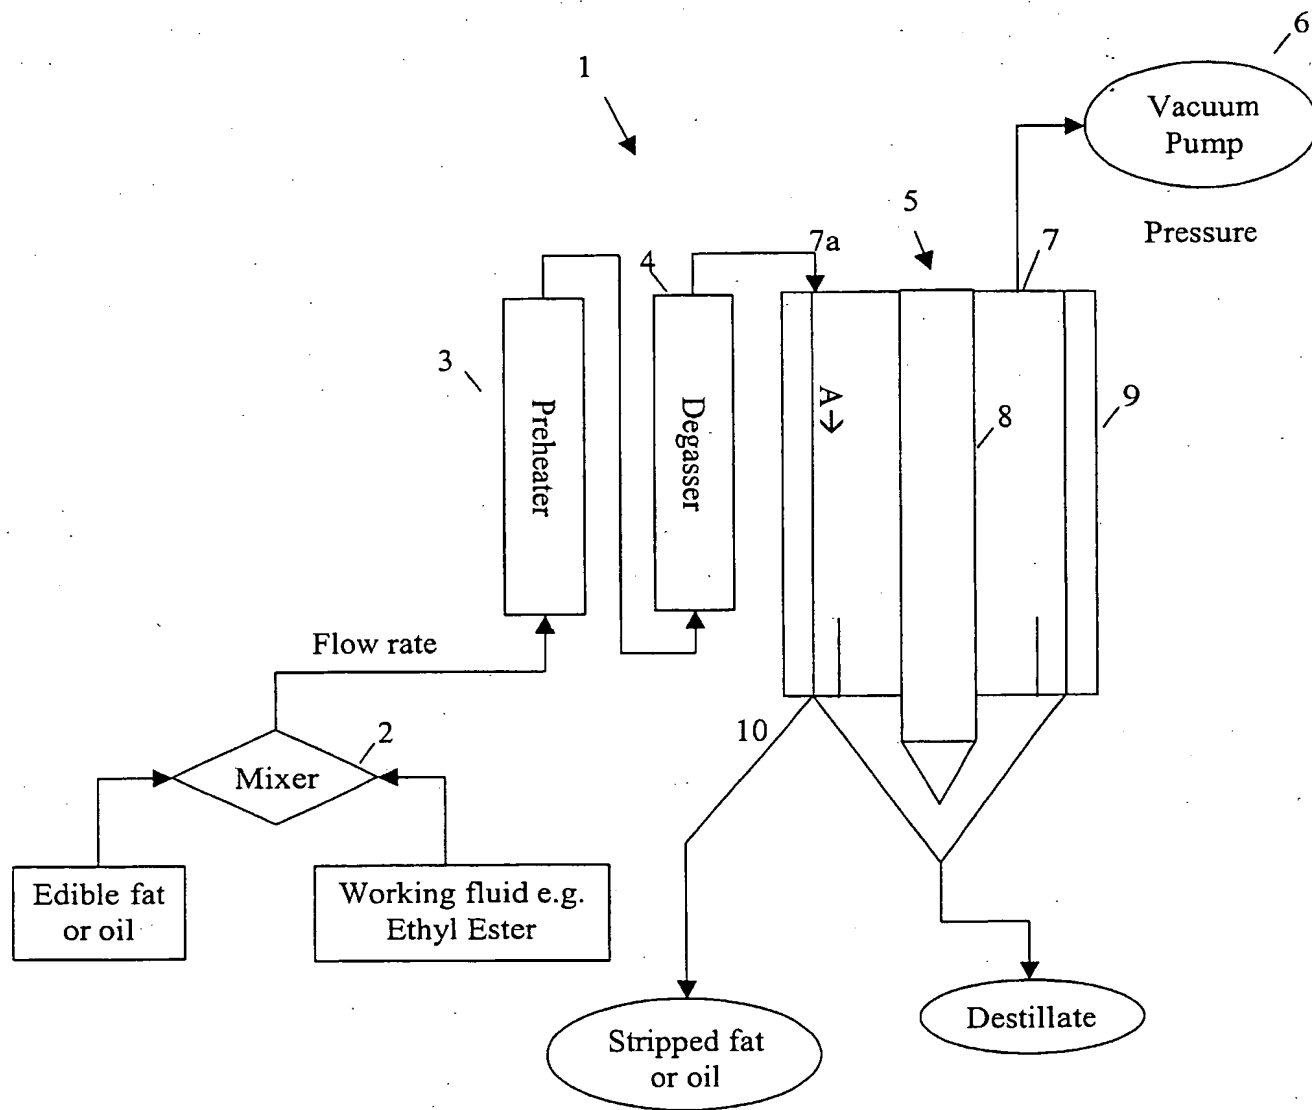 6
1
Vacuum
Pump
Pressure
5
7a
7
4
3
Preheater
Degasser
A
8
9
Flow rate
2
10
Mixer
Edible fat
or oil
Working fluid e.g.
Ethyl Ester
Destillate
Stripped fat
or oil